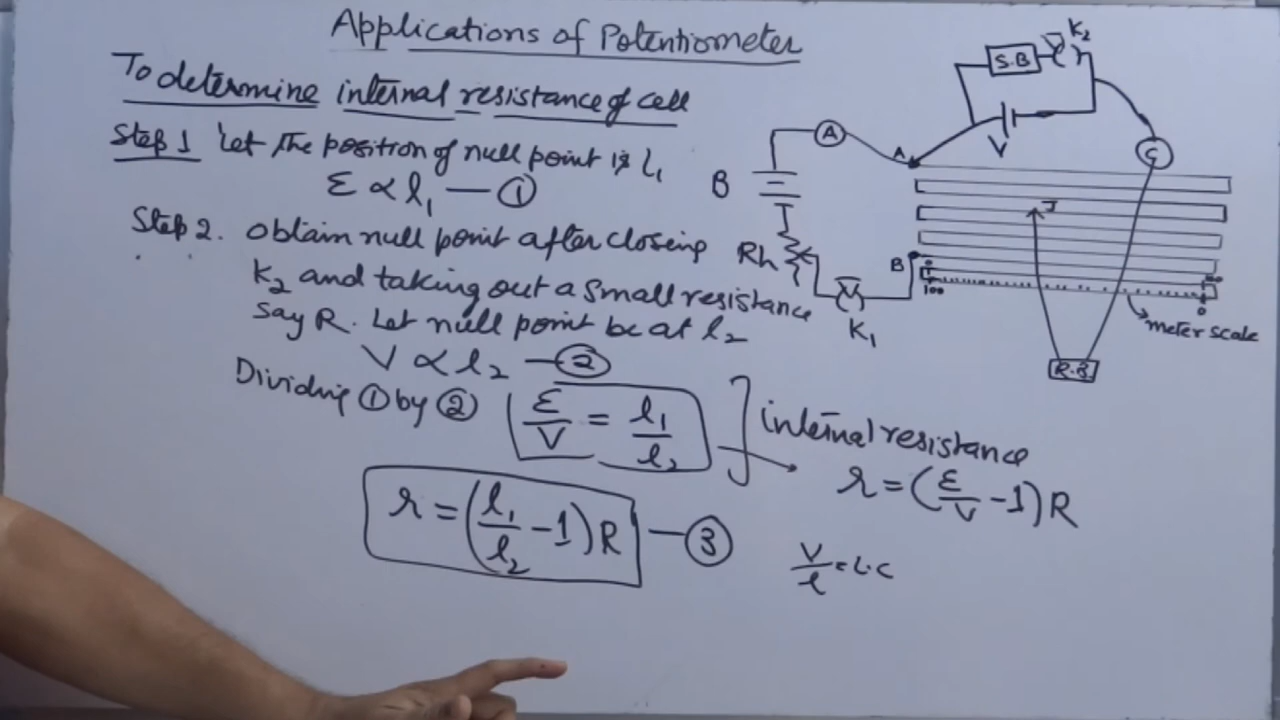 Applications of Potentiometer
To determine internal resistance of cell
Step 1 Let the position of null point is l₁
ε ∝ l₁ — ①
Step 2. Obtain null point after closing
K₂ and taking out a small resistance
say R. Let null point be at l₂
V ∝ l₂ — ②
Dividing ① by ②
ε/V = l₁/l₂
internal resistance
r = (ε/V - 1) R
r = (l₁/l₂ - 1) R — ③
V/l = L.C
K₂
S.B
V
A
A
G
B
J
Rh
B
K₁
100
0
meter scale
R.B